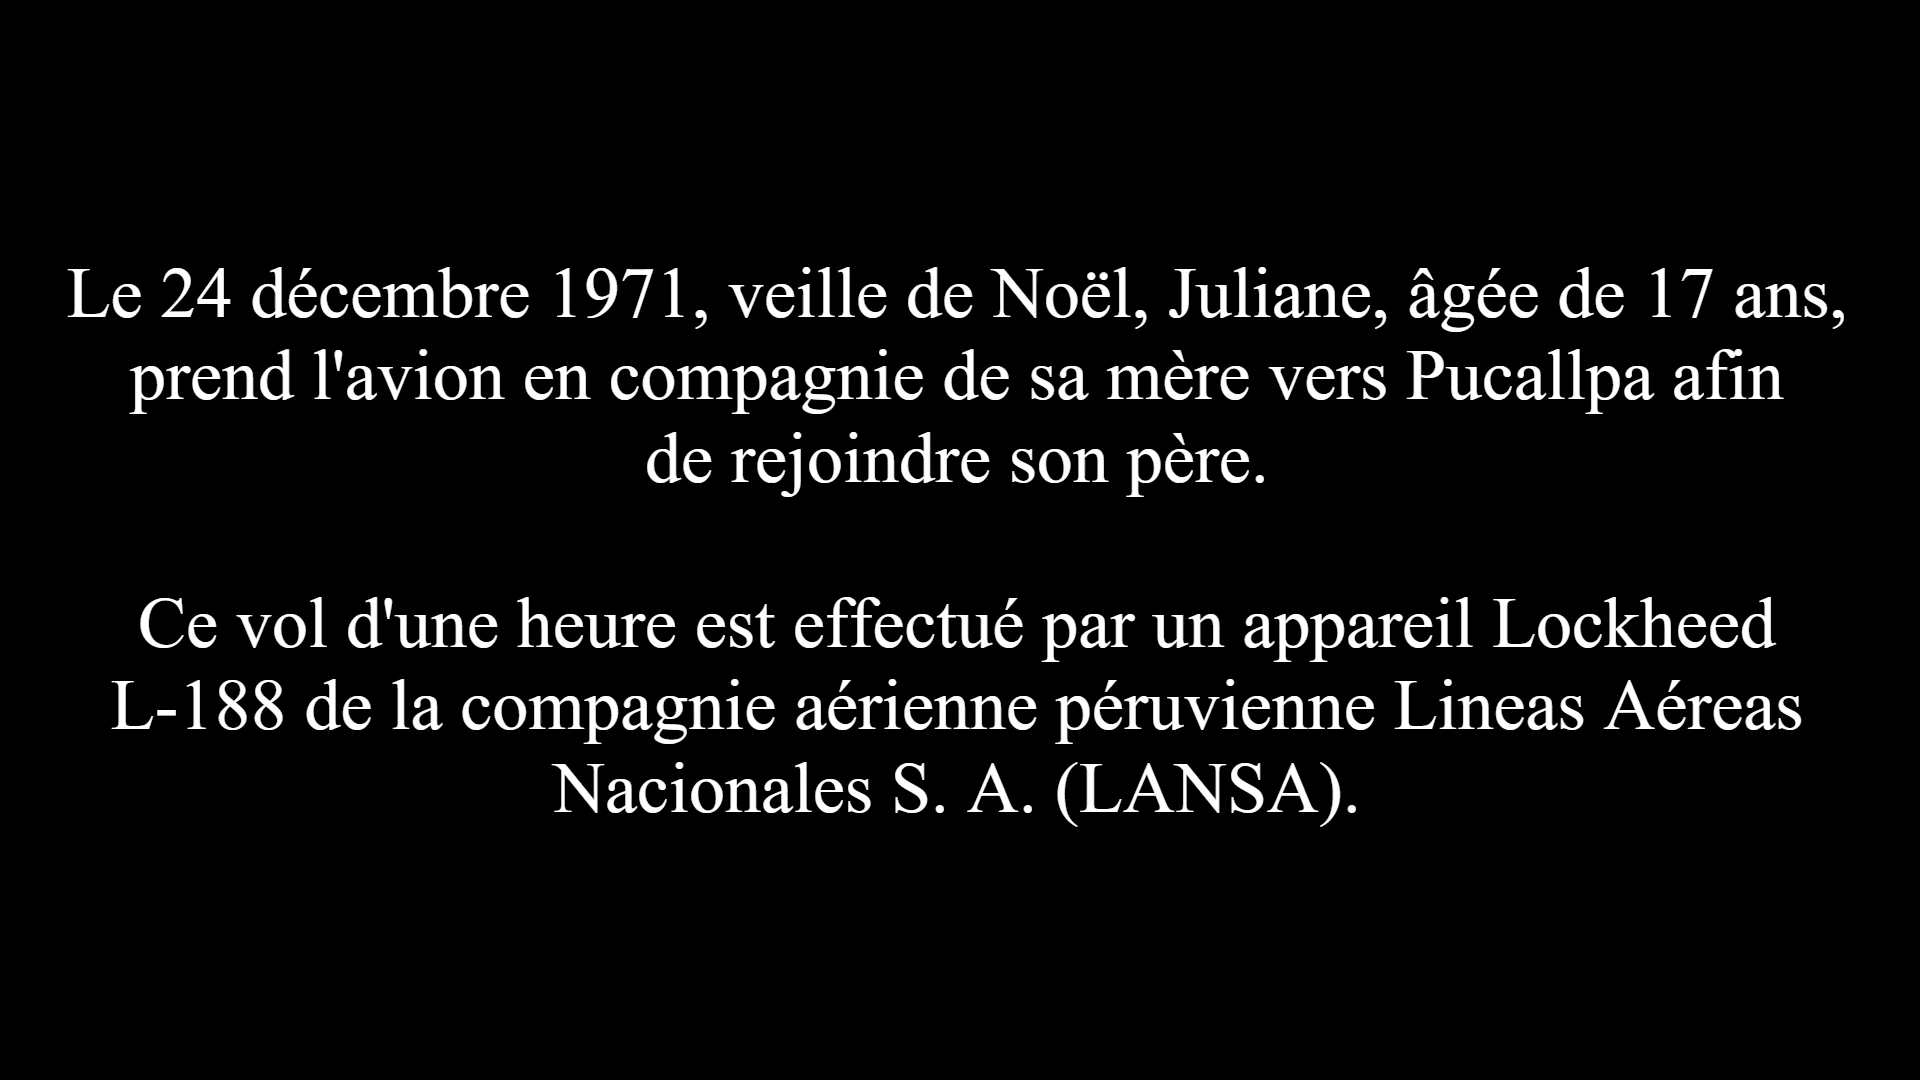 Le 24 décembre 1971, veille de Noël, Juliane, âgée de 17 ans,
prend l'avion en compagnie de sa mère vers Pucallpa afin
de rejoindre son père.
Ce vol d'une heure est effectué par un appareil Lockheed
L-188 de la compagnie aérienne péruvienne Lineas Aéreas
Nacionales S. A. (LANSA).